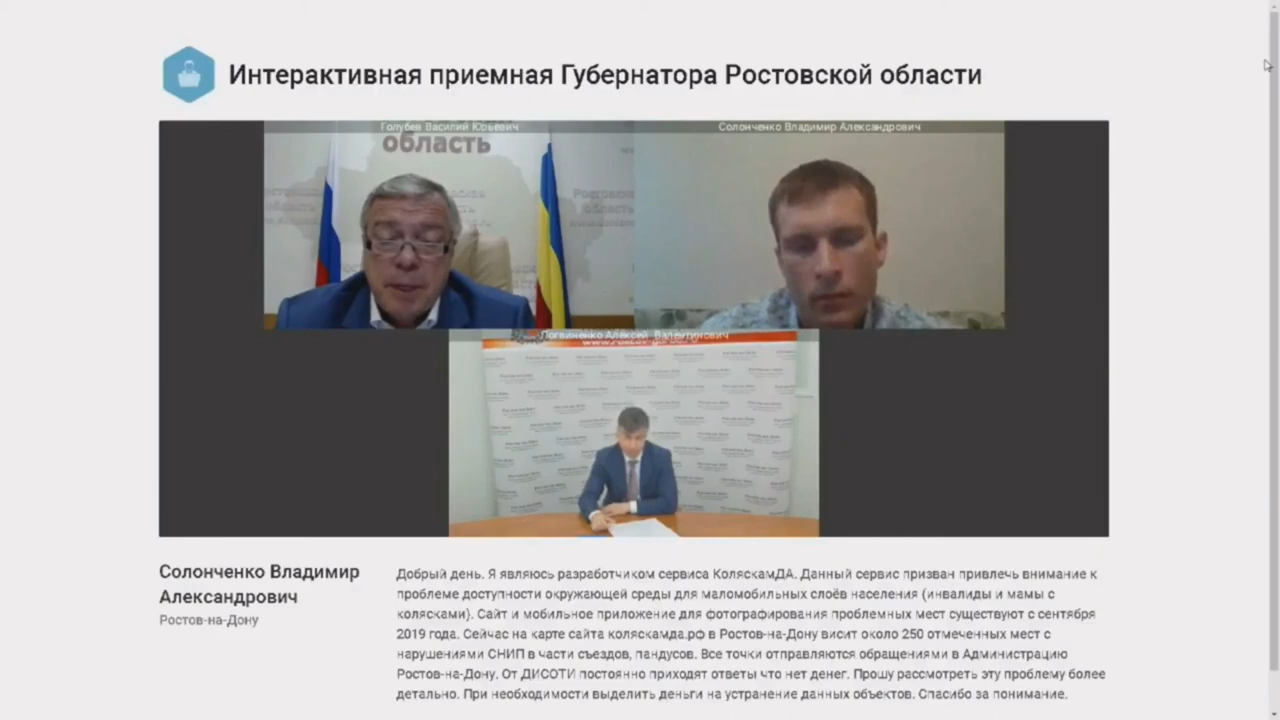 Интерактивная приемная Губернатора Ростовской области
Голубев Василий Юрьевич
Солонченко Владимир Александрович
область
Логвиненко Алексей Валентинович
Солонченко Владимир
Александрович
Ростов-на-Дону
Добрый день. Я являюсь разработчиком сервиса КоляскамДА. Данный сервис призван привлечь внимание к
проблеме доступности окружающей среды для маломобильных слоёв населения (инвалиды и мамы с
колясками). Сайт и мобильное приложение для фотографирования проблемных мест существуют с сентября
2019 года. Сейчас на карте сайта коляскамда.рф в Ростов-на-Дону висит около 250 отмеченных мест с
нарушениями СНИП в части съездов, пандусов. Все точки отправляются обращениями в Администрацию
Ростов-на-Дону. От ДИСОТИ постоянно приходят ответы что нет денег. Прошу рассмотреть эту проблему более
детально. При необходимости выделить деньги на устранение данных объектов. Спасибо за понимание.